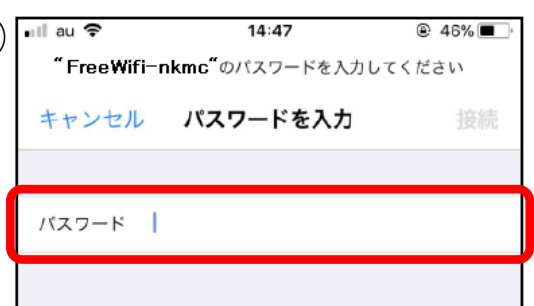 au 14:47 46%
“FreeWifi-nkmc“のパスワードを入力してください
キャンセル パスワードを入力 接続
パスワード